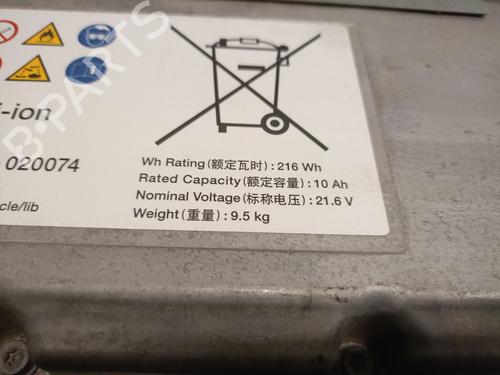 i-ion
020074
cle/lib
Wh Rating(额定瓦时) : 216 Wh
Rated Capacity(额定容量) : 10 Ah
Nominal Voltage(标称电压) : 21.6 V
Weight(重量) : 9.5 kg
B-PARTS